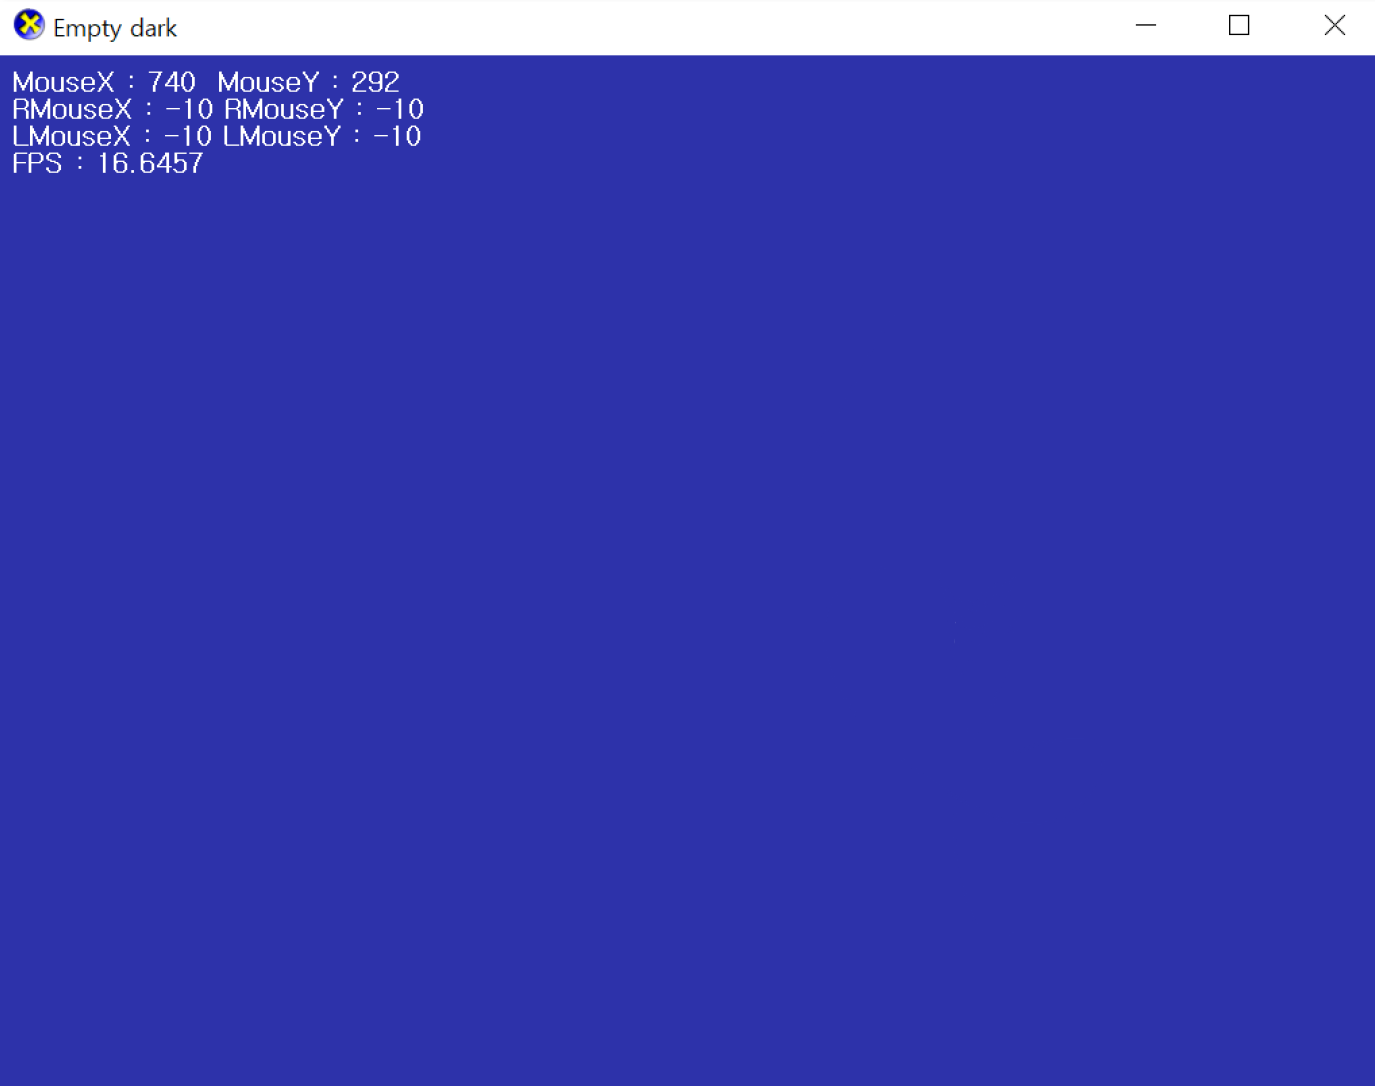 Empty dark
MouseX : 740  MouseY : 292
RMouseX : -10 RMouseY : -10
LMouseX : -10 LMouseY : -10
FPS : 16.6457